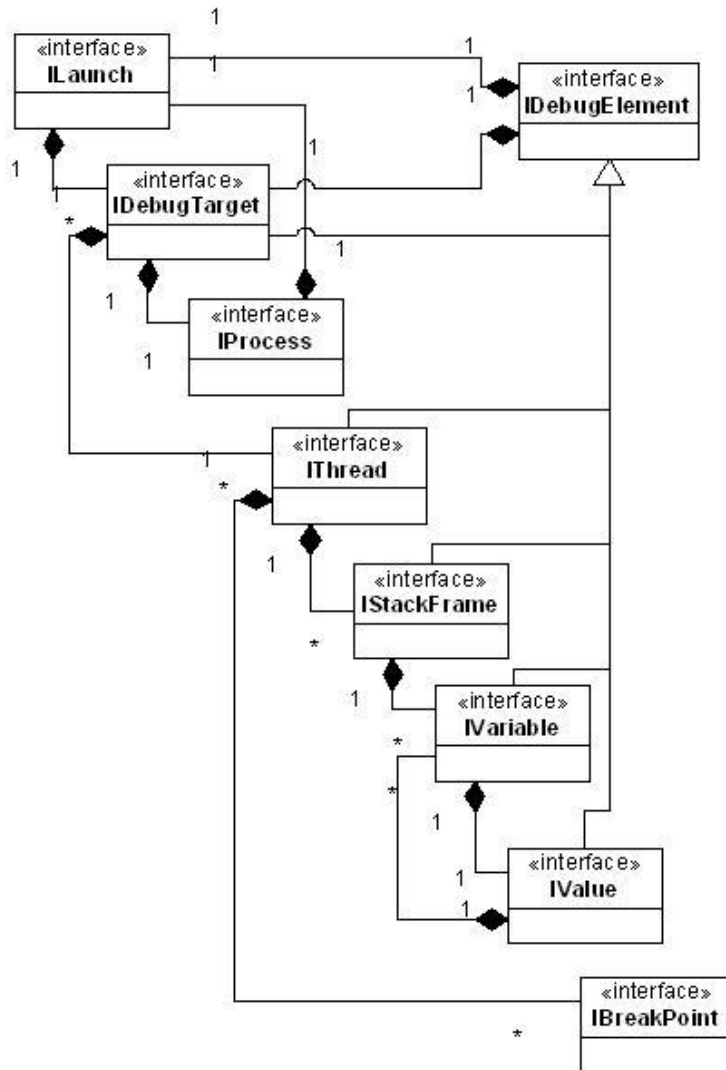 1
«interface»
ILaunch
1
1
1
«interface»
IDebugElement
1
1
1
«interface»
IDebugTarget
*
1
1
«interface»
IProcess
1
«interface»
IThread
1
*
1
«interface»
IStackFrame
*
1
«interface»
IVariable
*
*
1
«interface»
IValue
1
1
«interface»
IBreakPoint
*